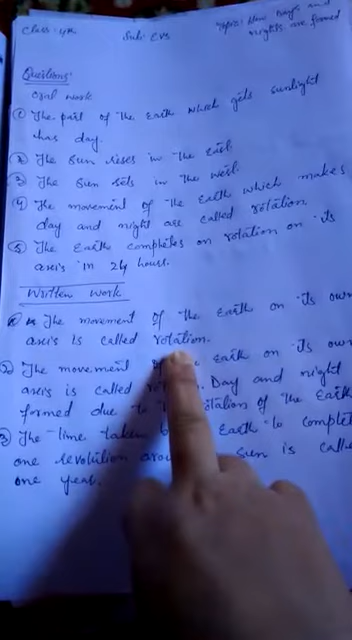 Class: 4th Sub: EVS Topic: How Days and
nights are formed
Questions:
Oral work
① The part of the Earth which gets sunlight
has day.
② The Sun rises in the East.
③ The Sun sets in the West.
④ The movement of the Earth which makes
day and night are called rotation.
⑤ The Earth completes on rotation on its
axis in 24 hours.
Written Work
The movement of the Earth on its own
axis is called rotation.
② The movement Earth on its own
axis is called Day and night
formed due to rotation of the Earth
③ The time taken Earth to complet
one revolution Sun is calle
one year.